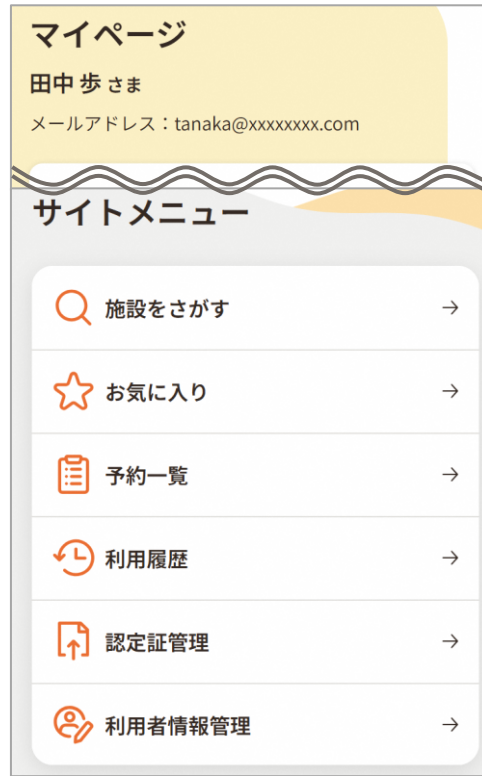 マイページ
田中 歩 さま
メールアドレス：tanaka@xxxxxxxx.com
サイトメニュー
施設をさがす
お気に入り
予約一覧
利用履歴
認定証管理
利用者情報管理